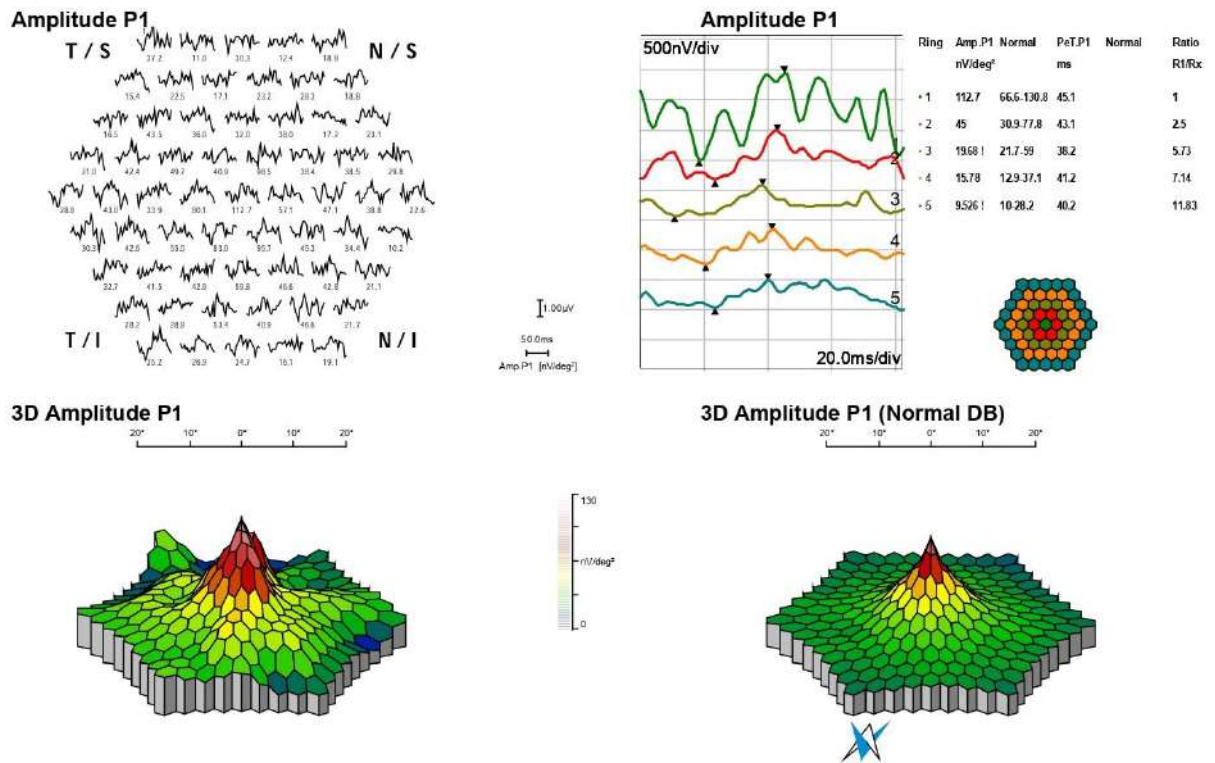 Amplitude P1
T / S
N / S
37.2 11.0 30.3 12.4 18.8
15.4 22.5 17.1 23.2 28.3 18.8
16.5 43.5 36.0 32.0 38.0 17.9 23.1
31.0 42.4 49.7 40.9 98.5 38.4 38.5 29.8
28.8 43.0 33.9 80.1 112.7 57.1 47.1 38.8 22.6
30.3 42.6 59.0 83.0 95.7 45.3 34.4 10.2
32.7 41.5 42.0 59.8 46.6 42.8 21.1
28.2 28.8 53.4 40.9 46.6 21.7
T / I
N / I
25.2 26.9 24.7 16.1 19.1
1.00µV
50.0ms
Amp.P1 [nV/deg²]
Amplitude P1
500nV/div
2
3
4
5
20.0ms/div
Ring Amp.P1 Normal PeT.P1 Normal Ratio
nV/deg² ms R1/Rx
1 112.7 66.6-130.8 45.1 1
2 45 30.9-77.8 43.1 2.5
3 19.68 ! 21.7-59 38.2 5.73
4 15.78 12.9-37.1 41.2 7.14
5 9.526 ! 10-28.2 40.2 11.83
3D Amplitude P1
20° 10° 0° 20°
130
nV/deg²
0
3D Amplitude P1 (Normal DB)
20° 10° 0° 20°